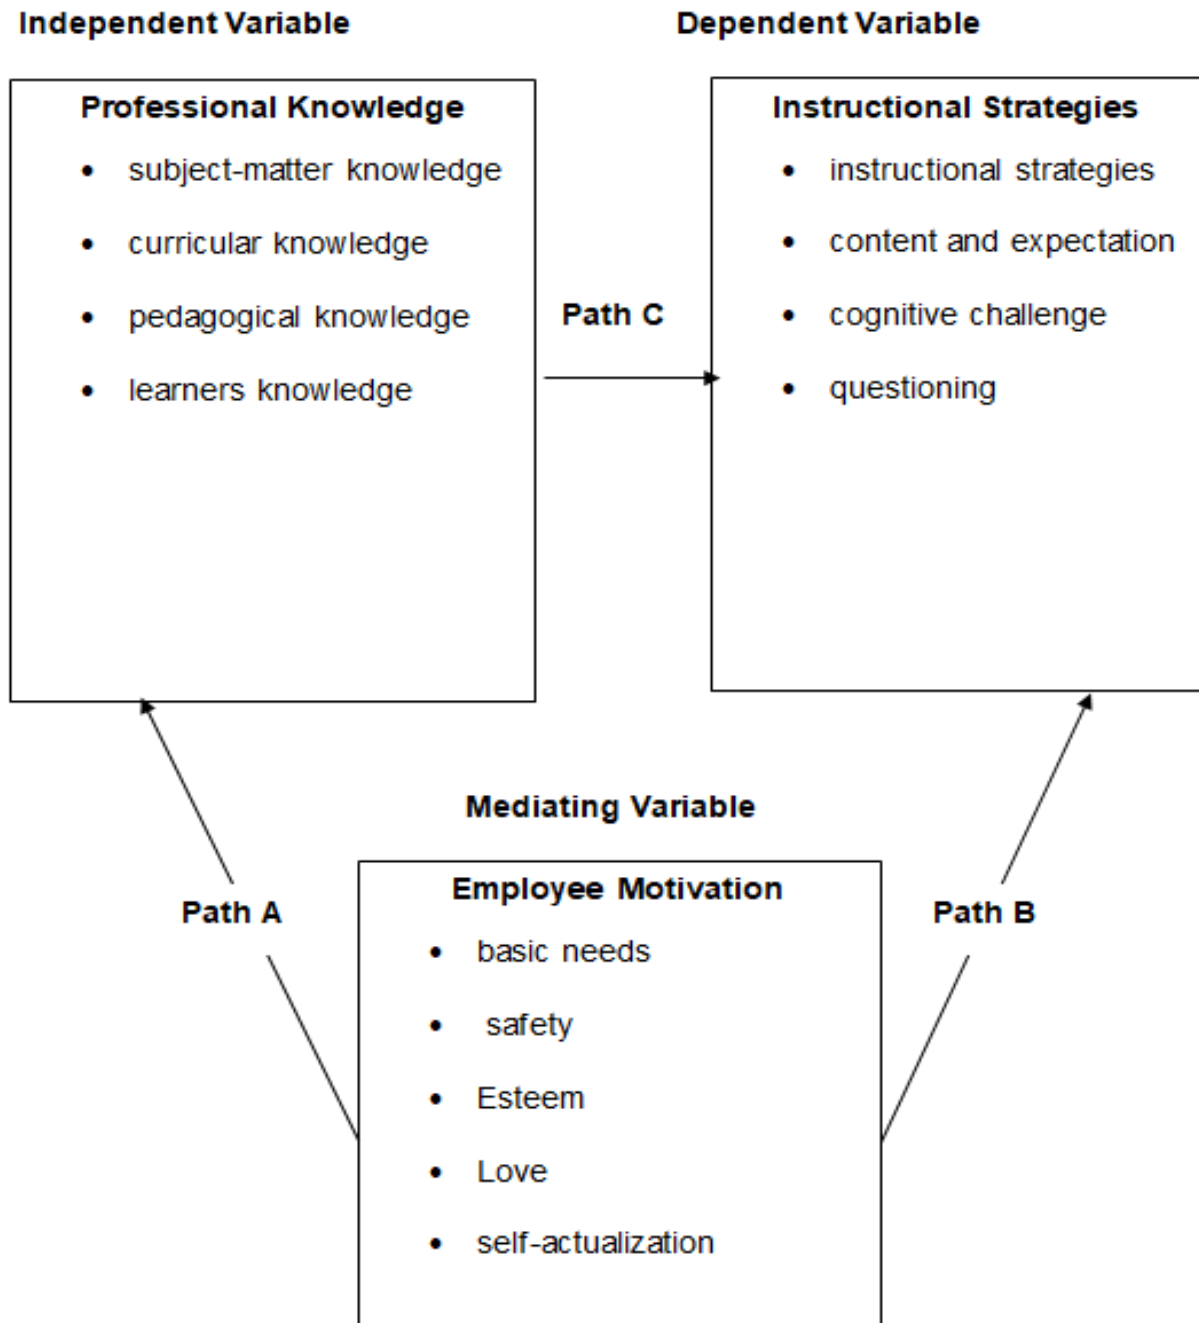 Independent Variable
Dependent Variable
Professional Knowledge
• subject-matter knowledge
• curricular knowledge
• pedagogical knowledge
• learners knowledge
Path C
Instructional Strategies
• instructional strategies
• content and expectation
• cognitive challenge
• questioning
Mediating Variable
Path A
Path B
Employee Motivation
• basic needs
• safety
• Esteem
• Love
• self-actualization